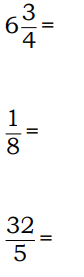 6 3/4 =
1/8 =
32/5 =